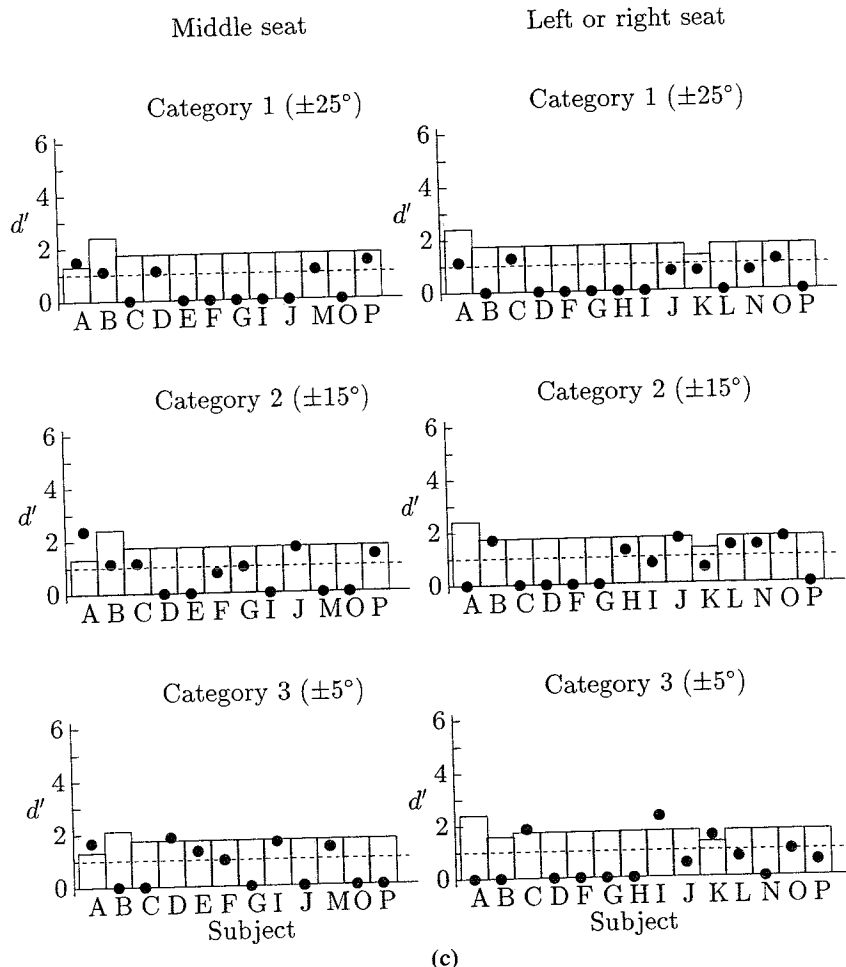 Middle seat
Left or right seat
Category 1 (±25°)
6
4
d′
2
0
A B C D E F G I J M O P
Category 1 (±25°)
6
4
d′
2
0
A B C D F G H I J K L N O P
Category 2 (±15°)
6
4
d′
2
0
A B C D E F G I J M O P
Category 2 (±15°)
6
4
d′
2
0
A B C D F G H I J K L N O P
Category 3 (±5°)
6
4
d′
2
0
A B C D E F G I J M O P
Subject
Category 3 (±5°)
6
4
d′
2
0
A B C D F G H I J K L N O P
Subject
(c)